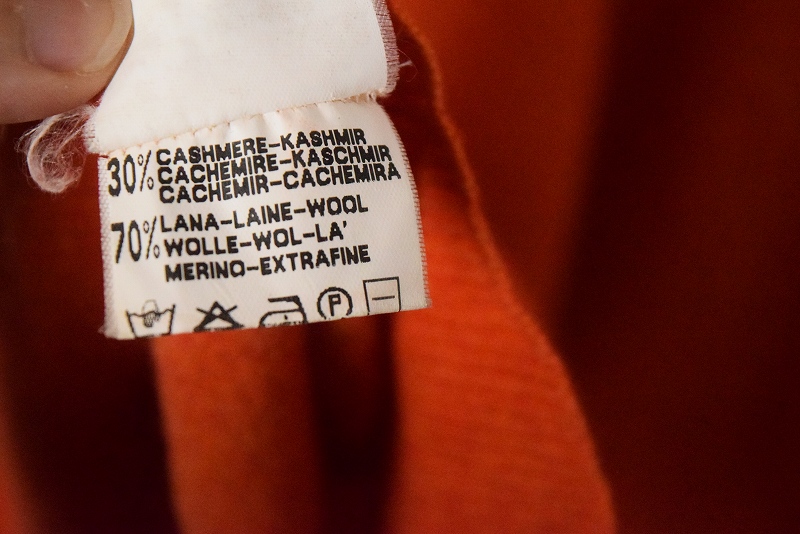 30% CASHMERE-KASHMIR
CACHEMIRE-KASCHMIR
CACHEMIR-CACHEMIRA
70% LANA-LAINE-WOOL
WOLLE-WOL-LA'
MERINO-EXTRAFINE
P